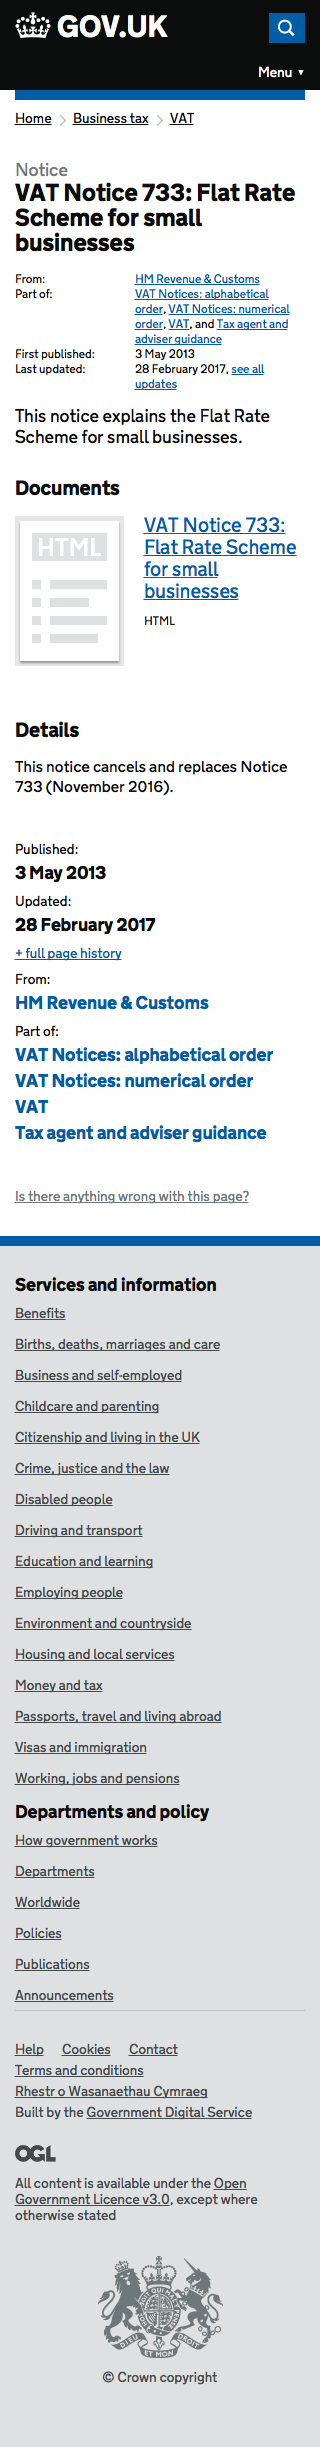 GOV.UK
Menu ▼
Home > Business tax > VAT
Notice
VAT Notice 733: Flat Rate
Scheme for small
businesses
From: HM Revenue & Customs
Part of: VAT Notices: alphabetical
order, VAT Notices: numerical
order, VAT, and Tax agent and
adviser guidance
First published: 3 May 2013
Last updated: 28 February 2017, see all
updates
This notice explains the Flat Rate
Scheme for small businesses.
Documents
HTML
VAT Notice 733:
Flat Rate Scheme
for small
businesses
HTML
Details
This notice cancels and replaces Notice
733 (November 2016).
Published:
3 May 2013
Updated:
28 February 2017
+ full page history
From:
HM Revenue & Customs
Part of:
VAT Notices: alphabetical order
VAT Notices: numerical order
VAT
Tax agent and adviser guidance
Is there anything wrong with this page?
Services and information
Benefits
Births, deaths, marriages and care
Business and self-employed
Childcare and parenting
Citizenship and living in the UK
Crime, justice and the law
Disabled people
Driving and transport
Education and learning
Employing people
Environment and countryside
Housing and local services
Money and tax
Passports, travel and living abroad
Visas and immigration
Working, jobs and pensions
Departments and policy
How government works
Departments
Worldwide
Policies
Publications
Announcements
Help Cookies Contact
Terms and conditions
Rhestr o Wasanaethau Cymraeg
Built by the Government Digital Service
OGL
All content is available under the Open
Government Licence v3.0, except where
otherwise stated
DIEU ET MON
© Crown copyright